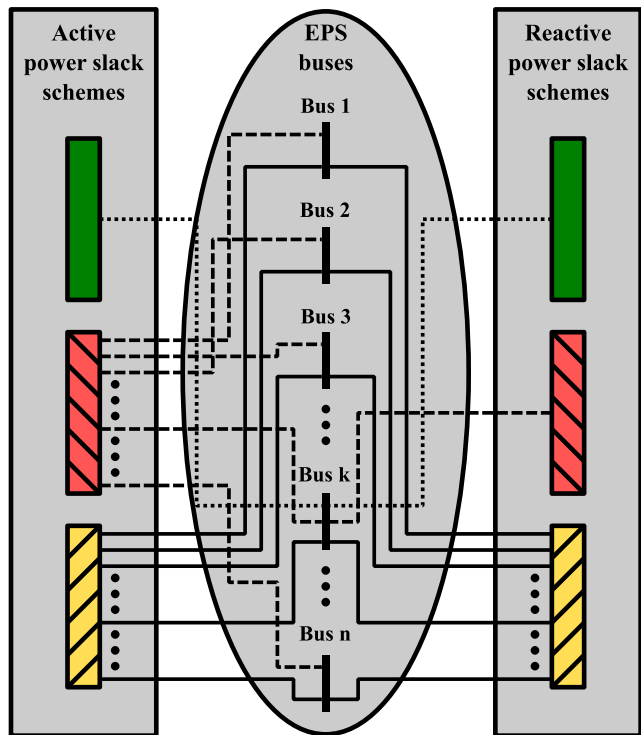 Active
power slack
schemes
EPS
buses
Reactive
power slack
schemes
Bus 1
Bus 2
Bus 3
Bus k
Bus n